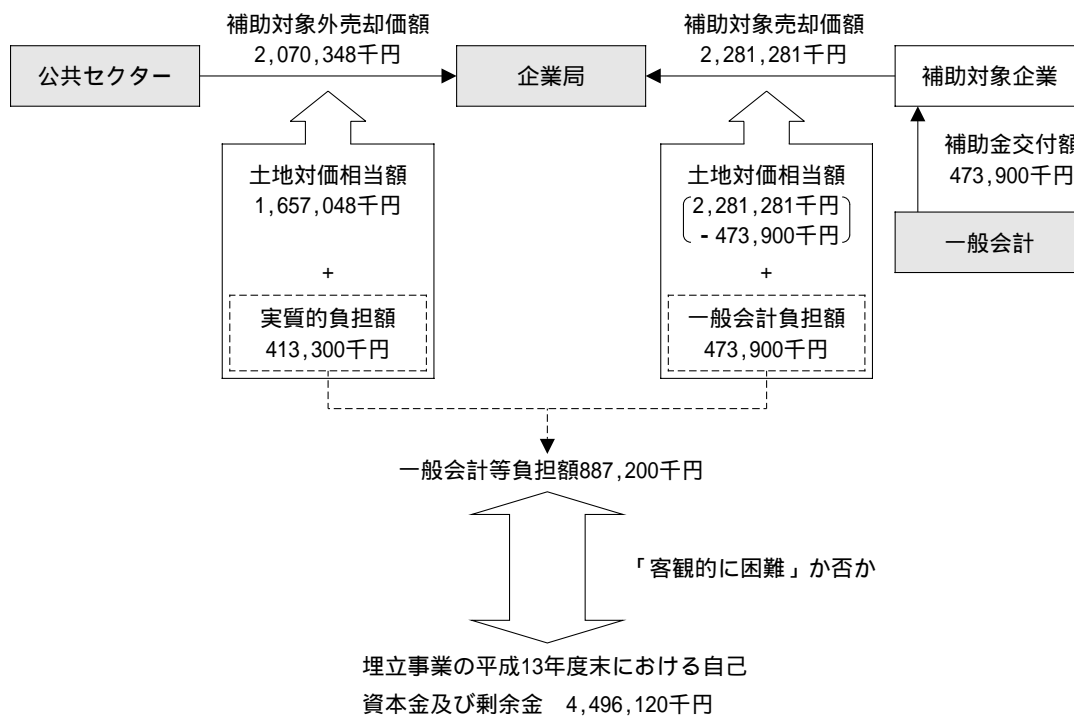 補助対象外売却価額
2,070,348千円
補助対象売却価額
2,281,281千円
公共セクター
企業局
補助対象企業
補助金交付額
473,900千円
一般会計
土地対価相当額
1,657,048千円
+
実質的負担額
413,300千円
土地対価相当額
2,281,281千円
- 473,900千円
+
一般会計負担額
473,900千円
一般会計等負担額887,200千円
「客観的に困難」か否か
埋立事業の平成13年度末における自己
資本金及び剰余金 4,496,120千円